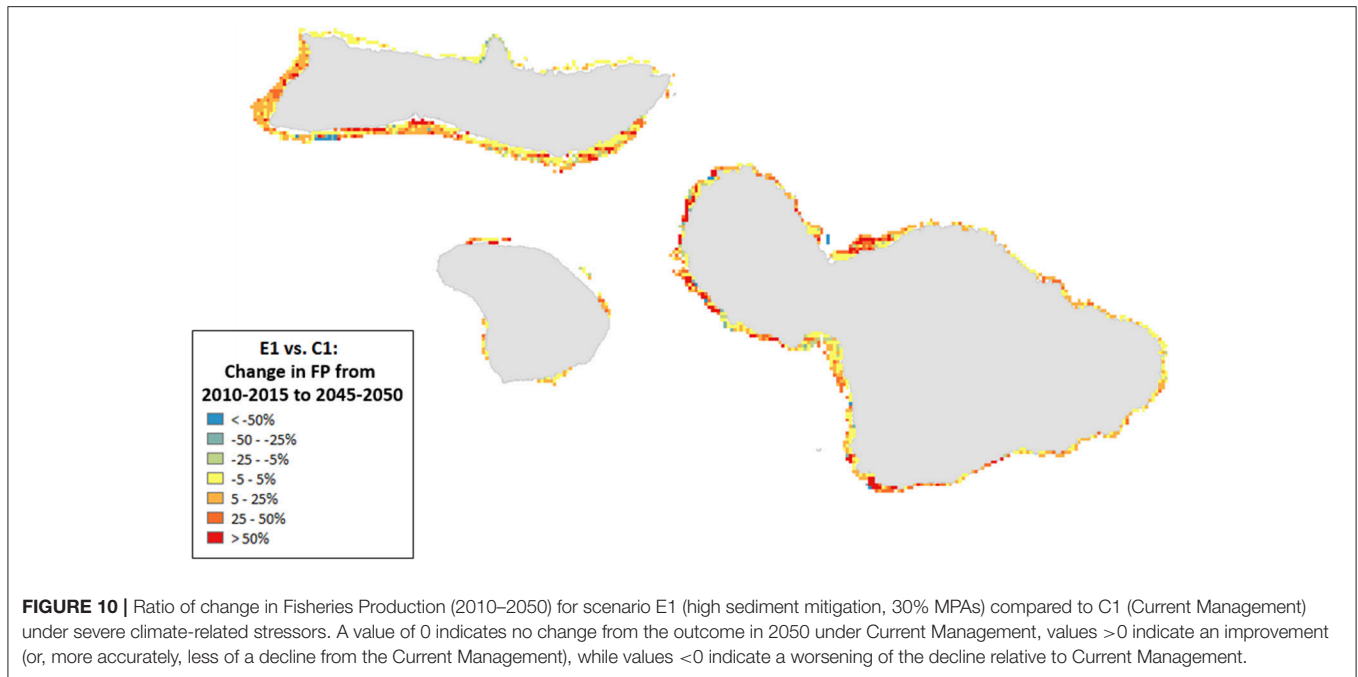 E1 vs. C1:
Change in FP from
2010-2015 to 2045-2050
< -50%
-50 - -25%
-25 - -5%
-5 - 5%
5 - 25%
25 - 50%
> 50%
FIGURE 10 | Ratio of change in Fisheries Production (2010–2050) for scenario E1 (high sediment mitigation, 30% MPAs) compared to C1 (Current Management)
under severe climate-related stressors. A value of 0 indicates no change from the outcome in 2050 under Current Management, values >0 indicate an improvement
(or, more accurately, less of a decline from the Current Management), while values <0 indicate a worsening of the decline relative to Current Management.